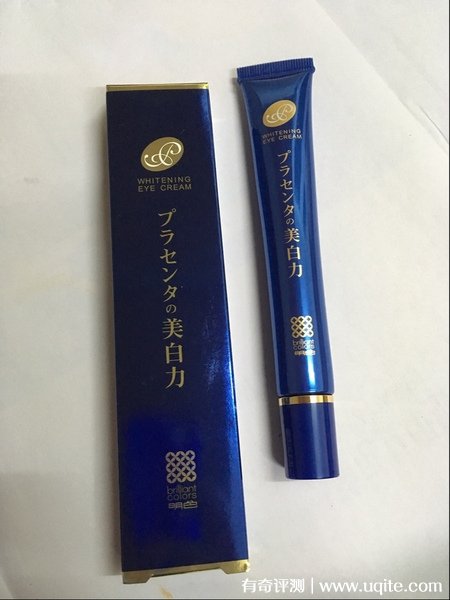 WHITENING
EYE CREAM
プラセンタの美白力
brilliant
colors
明色
WHITENING
EYE CREAM
プラセンタの美白力
brilliant
colors
明色
有奇评测 | www.uqite.com